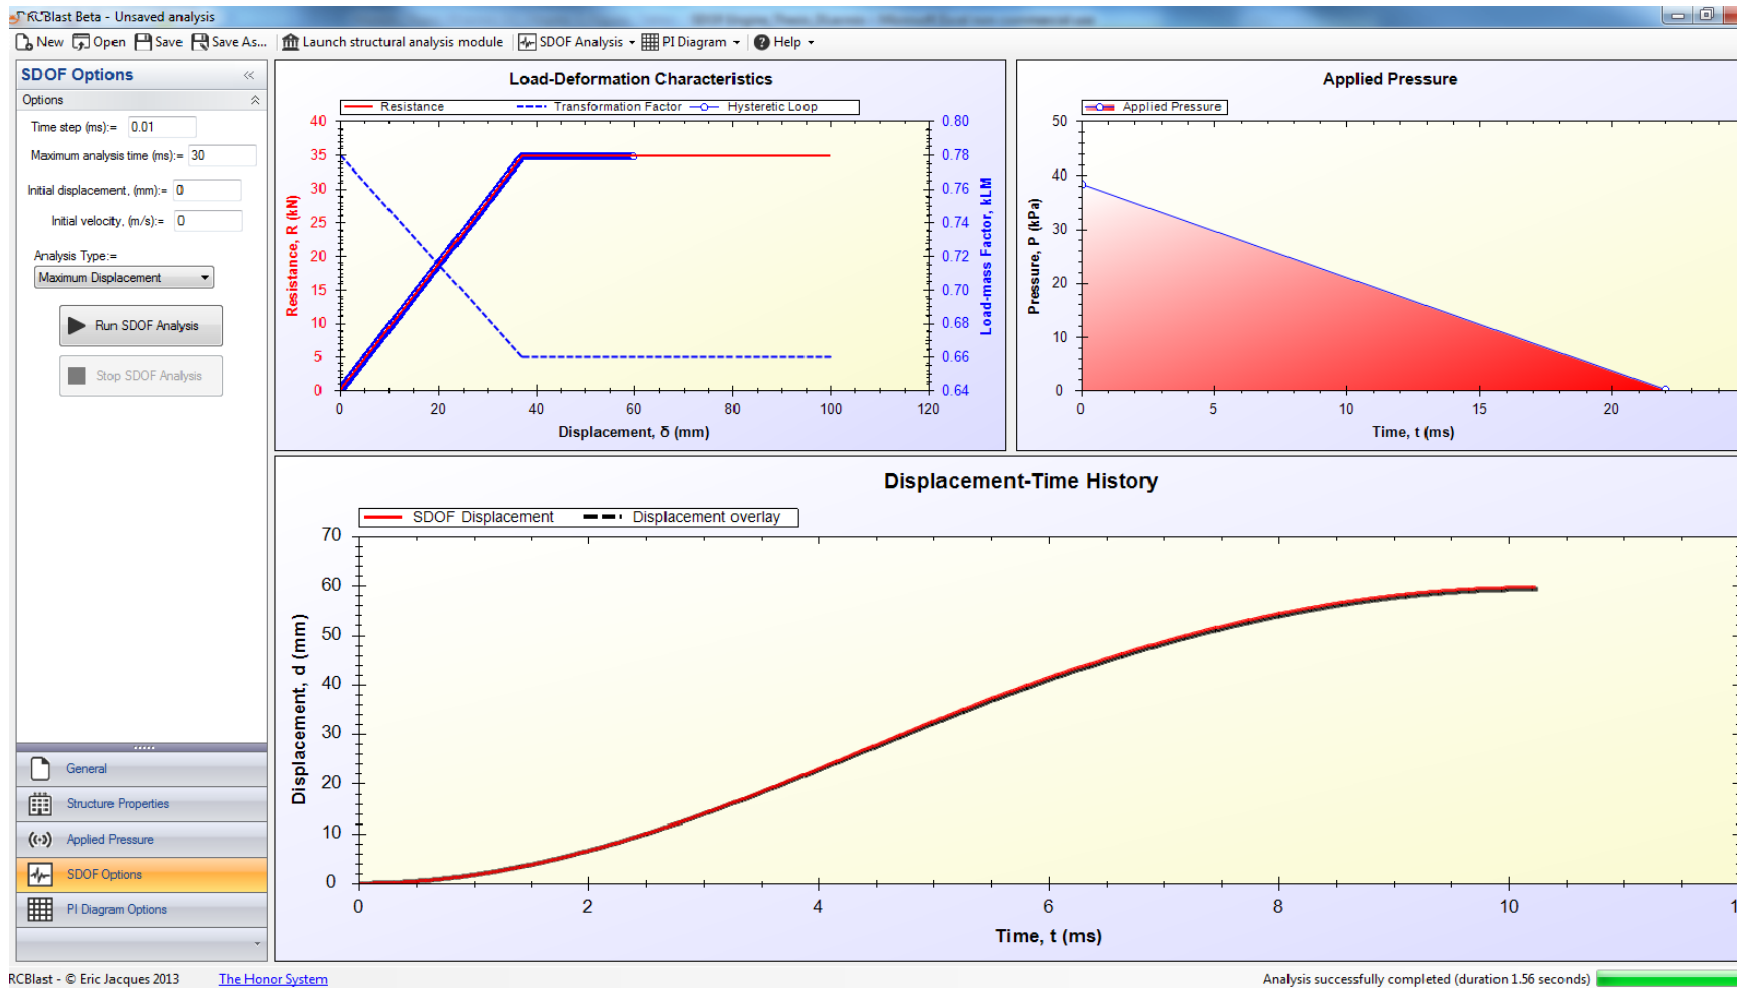 RCBlast Beta - Unsaved analysis
New Open Save Save As... Launch structural analysis module SDOF Analysis PI Diagram Help
SDOF Options
Options
Time step (ms):= 0.01
Maximum analysis time (ms):= 30
Initial displacement, (mm):= 0
Initial velocity, (m/s):= 0
Analysis Type:=
Maximum Displacement
Run SDOF Analysis
Stop SDOF Analysis
General
Structure Properties
Applied Pressure
SDOF Options
PI Diagram Options
Load-Deformation Characteristics
Resistance Transformation Factor Hysteretic Loop
Resistance, R (kN)
40
35
30
25
20
15
10
5
0
0.80
0.78
0.76
0.74
0.72
0.70
0.68
0.66
0.64
Load-mass Factor, kLM
0 20 40 60 80 100 120
Displacement, δ (mm)
Applied Pressure
Applied Pressure
Pressure, P (kPa)
50
40
30
20
10
0
0 5 10 15 20
Time, t (ms)
Displacement-Time History
SDOF Displacement Displacement overlay
Displacement, d (mm)
70
60
50
40
30
20
10
0
0 2 4 6 8 10
Time, t (ms)
RCBlast - © Eric Jacques 2013 The Honor System
Analysis successfully completed (duration 1.56 seconds)